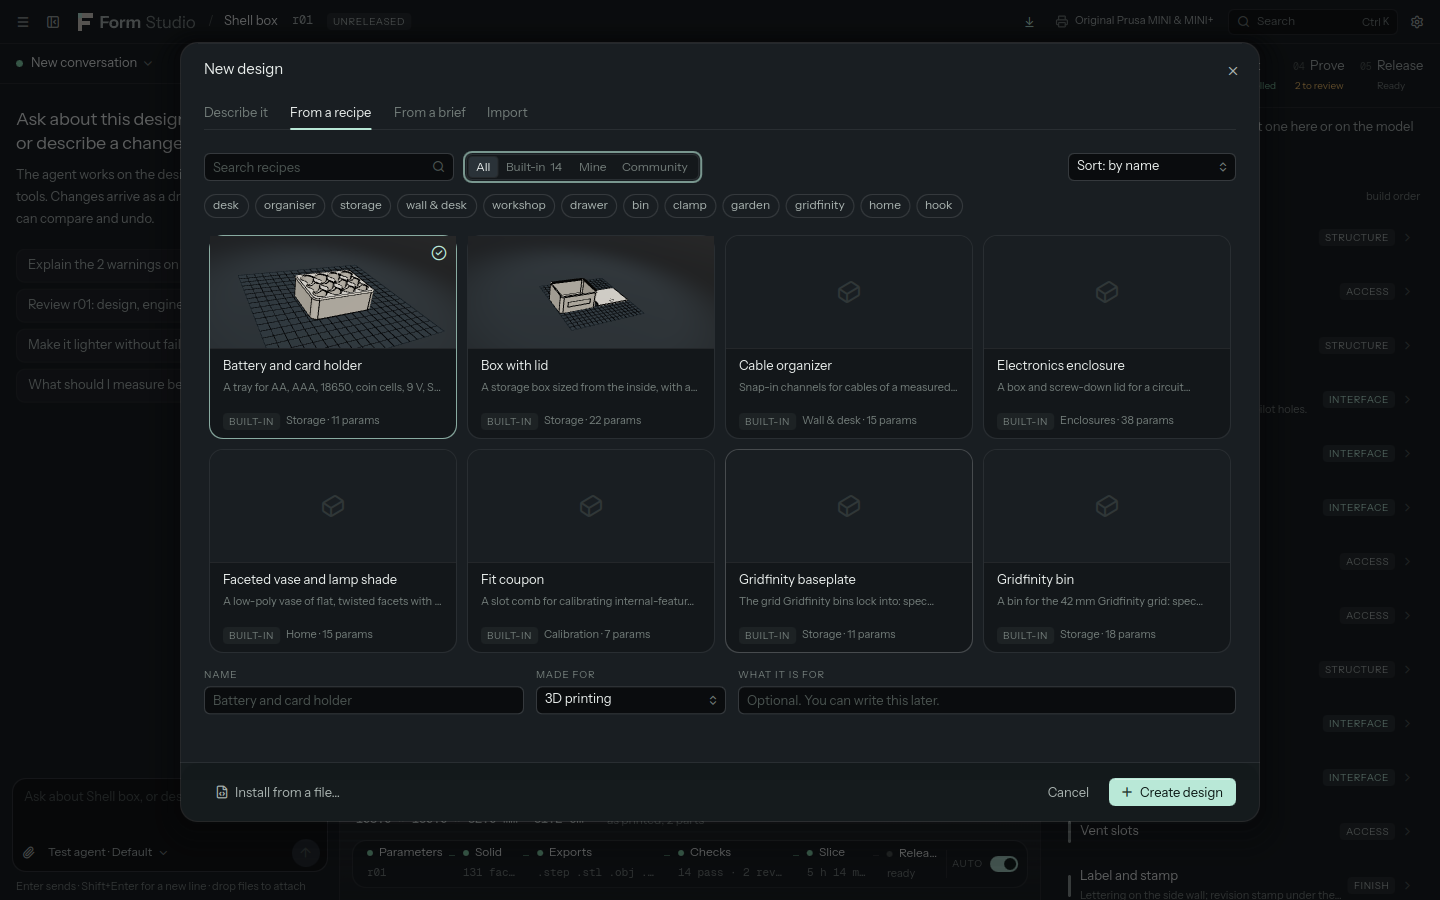 Form Studio / Shell box r01 UNRELEASED
Original Prusa MINI & MINI+ Search Ctrl K
New conversation
04 Prove 05 Release
2 to review Ready
Ask about this design
or describe a change
The agent works on the
tools. Changes arrive as a
can compare and undo.
Explain the 2 warnings on
Review r01: design,
Make it lighter without
What should I measure
New design
Describe it From a recipe From a brief Import
Search recipes All Built-in 14 Mine Community Sort: by name
desk organiser storage wall & desk workshop drawer bin clamp garden gridfinity home hook
Battery and card holder
A tray for AA, AAA, 18650, coin cells, 9 V, S...
BUILT-IN Storage · 11 params
Box with lid
A storage box sized from the inside, with a...
BUILT-IN Storage · 22 params
Cable organizer
Snap-in channels for cables of a measured...
BUILT-IN Wall & desk · 15 params
Electronics enclosure
A box and screw-down lid for a circuit...
BUILT-IN Enclosures · 38 params
Faceted vase and lamp shade
A low-poly vase of flat, twisted facets with ...
BUILT-IN Home · 15 params
Fit coupon
A slot comb for calibrating internal-featur...
BUILT-IN Calibration · 7 params
Gridfinity baseplate
The grid Gridfinity bins lock into: spec...
BUILT-IN Storage · 11 params
Gridfinity bin
A bin for the 42 mm Gridfinity grid: spec...
BUILT-IN Storage · 18 params
NAME MADE FOR WHAT IT IS FOR
Battery and card holder 3D printing Optional. You can write this later.
Install from a file... Cancel + Create design
t one here or on the model
build order
STRUCTURE
ACCESS
STRUCTURE
INTERFACE
INTERFACE
INTERFACE
ACCESS
ACCESS
STRUCTURE
INTERFACE
INTERFACE
Vent slots ACCESS
Label and stamp FINISH
Lettering on the side wall; revision stamp under the...
Ask about Shell box, or
Test agent · Default
Enter sends · Shift+Enter for a new line · drop files to attach
Parameters ... Solid ... Exports ... Checks ... Slice ... Relea...
r01 131 fac... .step .stl .obj ... 14 pass · 2 rev... 5 h 14 m... ready
AUTO